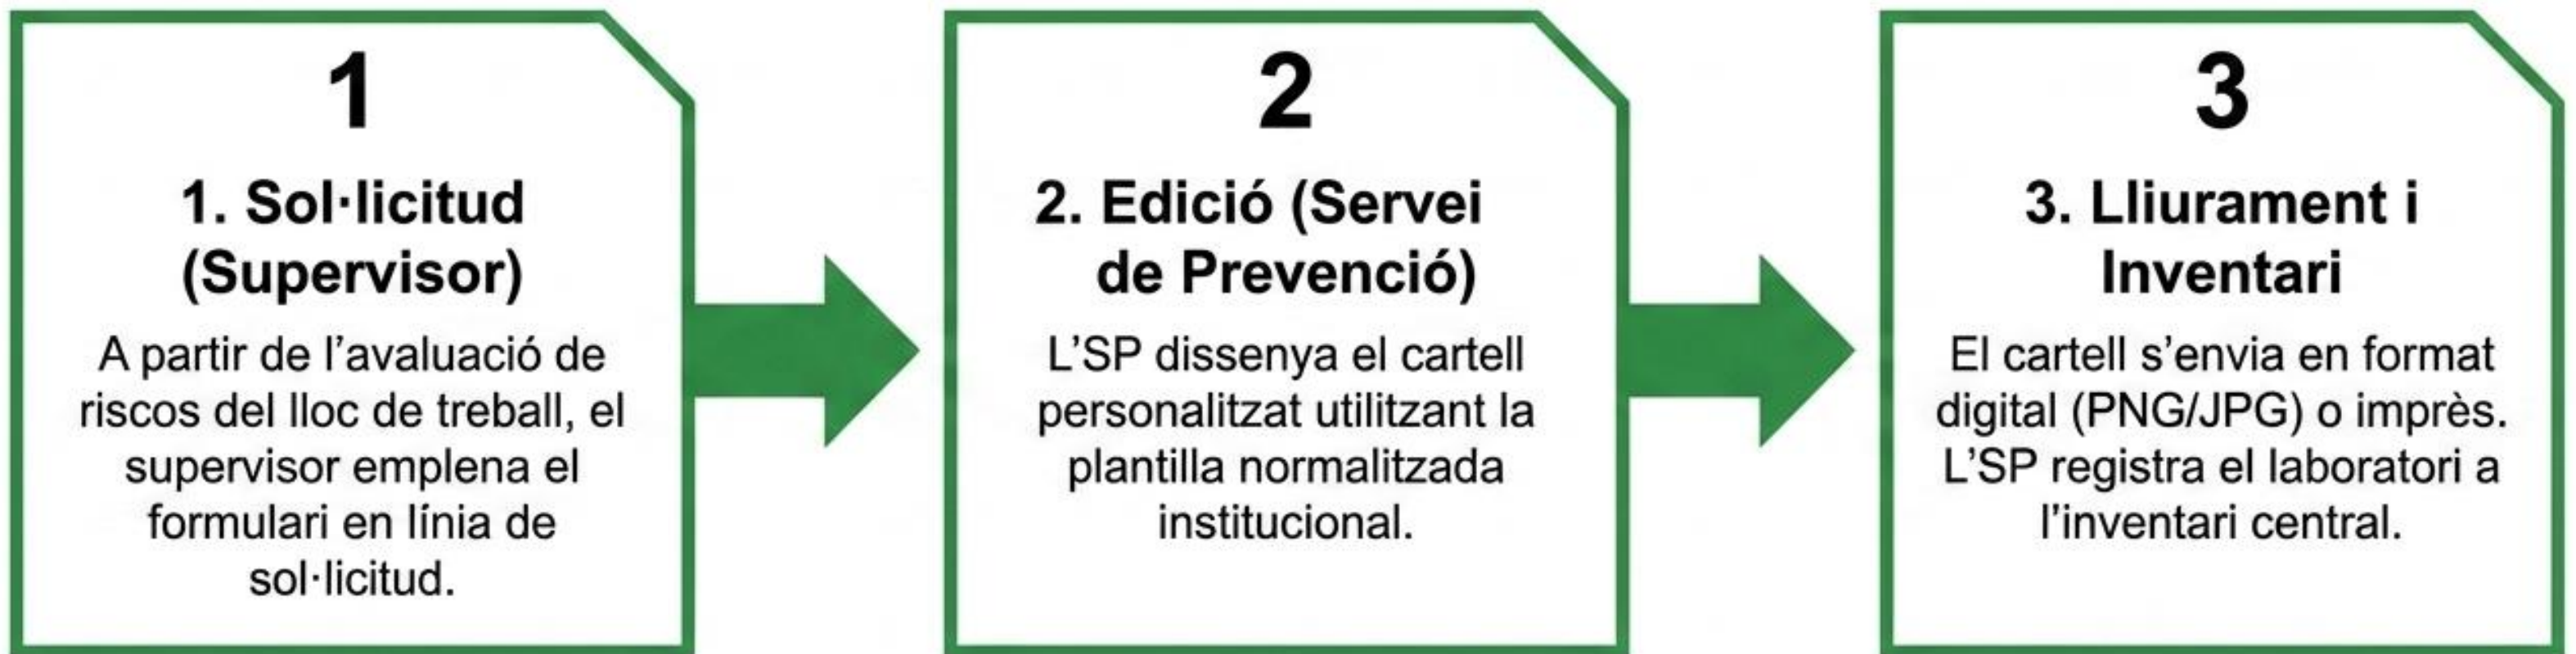 1
1. Sol·licitud
(Supervisor)
A partir de l’avaluació de
riscos del lloc de treball, el
supervisor emplena el
formulari en línia de
sol·licitud.
2
2. Edició (Servei
de Prevenció)
L’SP dissenya el cartell
personalitzat utilitzant la
plantilla normalitzada
institucional.
3
3. Lliurament i
Inventari
El cartell s’envia en format
digital (PNG/JPG) o imprès.
L’SP registra el laboratori a
l’inventari central.